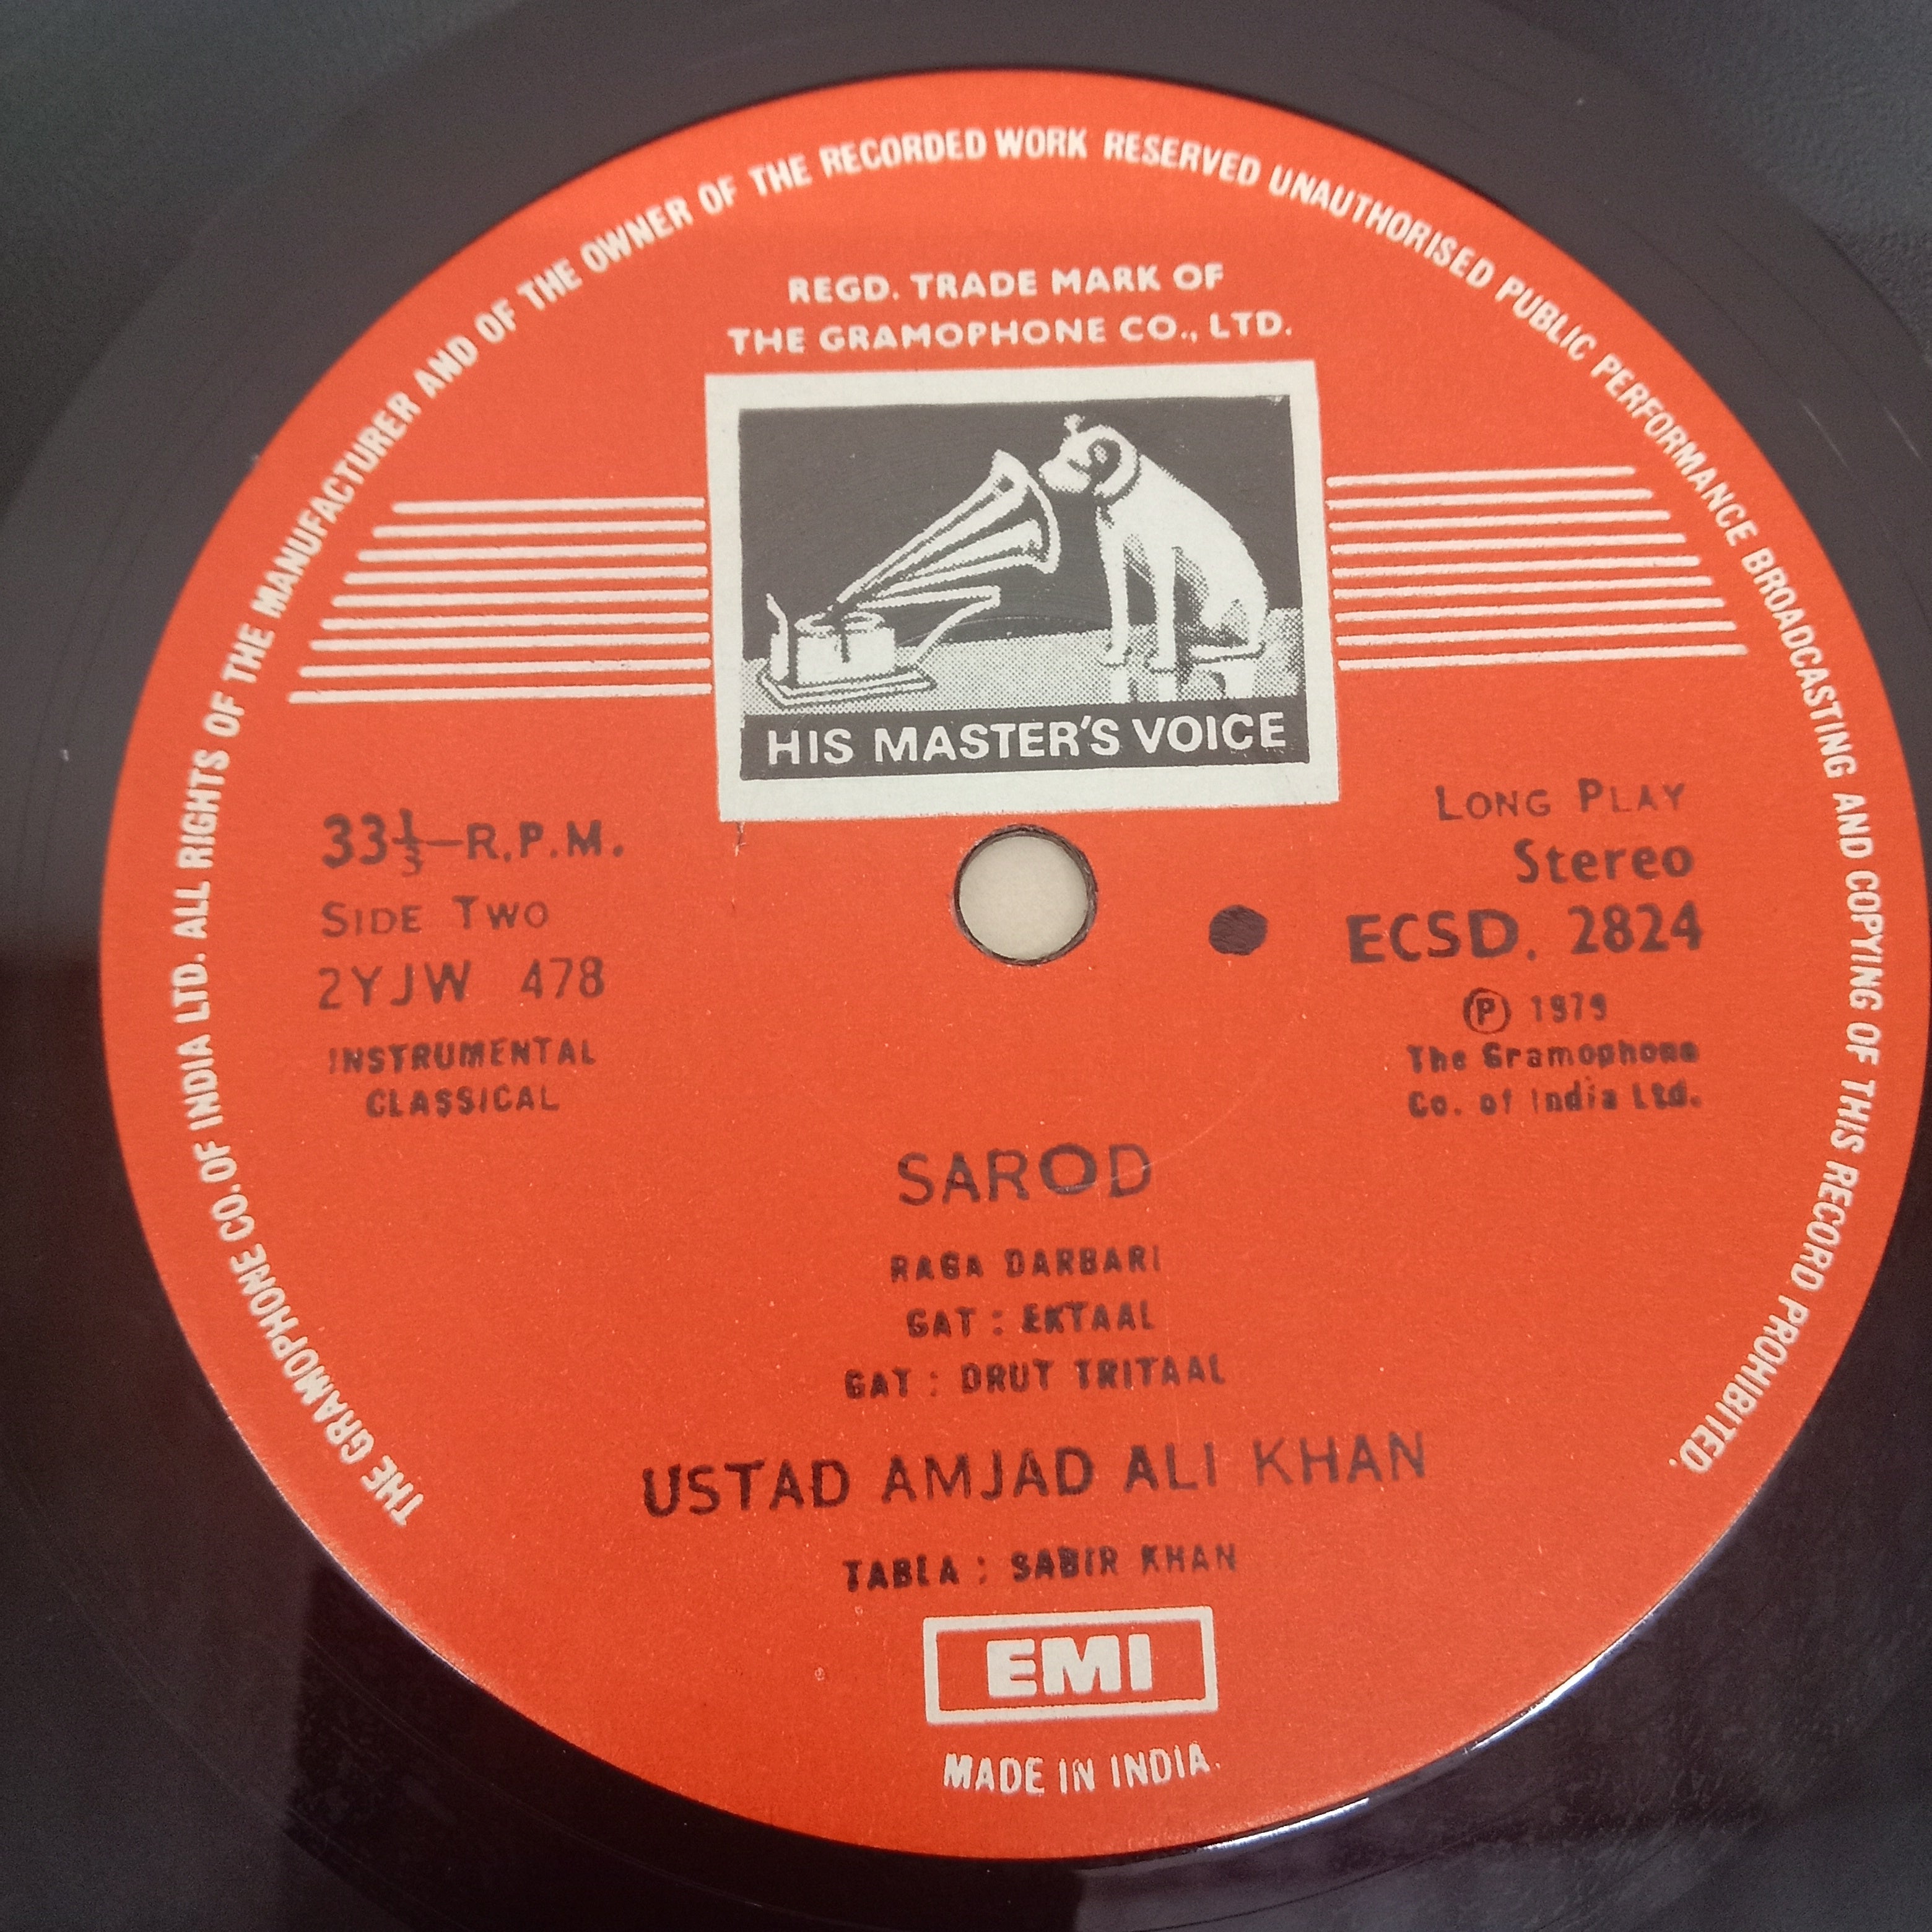 THE GRAMOPHONE CO. OF INDIA LTD. ALL RIGHTS OF THE MANUFACTURER AND OF THE OWNER OF THE RECORDED WORK RESERVED UNAUTHORISED PUBLIC PERFORMANCE BROADCASTING AND COPYING OF THIS RECORD PROHIBITED.
REGD. TRADE MARK OF
THE GRAMOPHONE CO., LTD.
HIS MASTER'S VOICE
33⅓—R.P.M.
SIDE TWO
2YJW 478
INSTRUMENTAL
CLASSICAL
LONG PLAY
Stereo
ECSD. 2824
Ⓟ 1979
The Gramophone
Co. of India Ltd.
SAROD
RAGA DARBARI
GAT : EKTAAL
GAT : DRUT TRITAAL
USTAD AMJAD ALI KHAN
TABLA : SABIR KHAN
EMI
MADE IN INDIA.